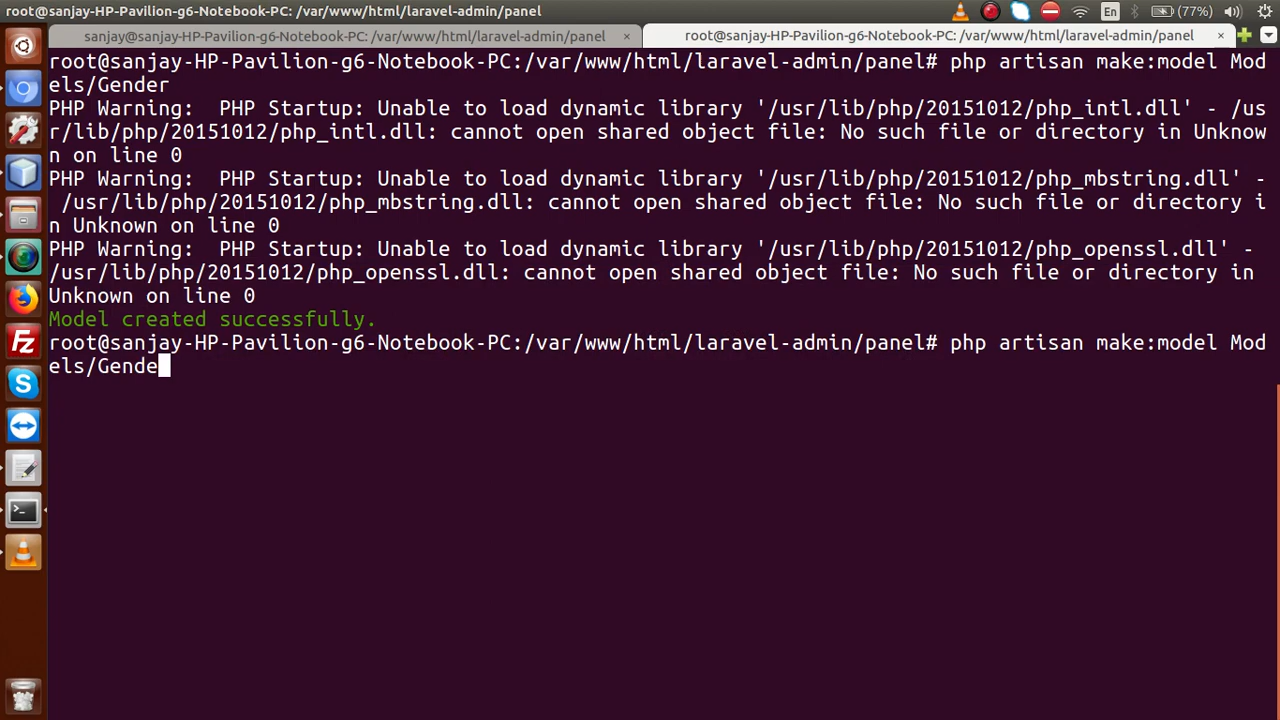 root@sanjay-HP-Pavilion-g6-Notebook-PC: /var/www/html/laravel-admin/panel
En
(77%)
sanjay@sanjay-HP-Pavilion-g6-Notebook-PC: /var/www/html/laravel-admin/panel ×
root@sanjay-HP-Pavilion-g6-Notebook-PC: /var/www/html/laravel-admin/panel ×
root@sanjay-HP-Pavilion-g6-Notebook-PC:/var/www/html/laravel-admin/panel# php artisan make:model Mod
els/Gender
PHP Warning:  PHP Startup: Unable to load dynamic library '/usr/lib/php/20151012/php_intl.dll' - /us
r/lib/php/20151012/php_intl.dll: cannot open shared object file: No such file or directory in Unknow
n on line 0
PHP Warning:  PHP Startup: Unable to load dynamic library '/usr/lib/php/20151012/php_mbstring.dll' -
 /usr/lib/php/20151012/php_mbstring.dll: cannot open shared object file: No such file or directory i
n Unknown on line 0
PHP Warning:  PHP Startup: Unable to load dynamic library '/usr/lib/php/20151012/php_openssl.dll' -
/usr/lib/php/20151012/php_openssl.dll: cannot open shared object file: No such file or directory in
Unknown on line 0
Model created successfully.
root@sanjay-HP-Pavilion-g6-Notebook-PC:/var/www/html/laravel-admin/panel# php artisan make:model Mod
els/Gende
Fz
S